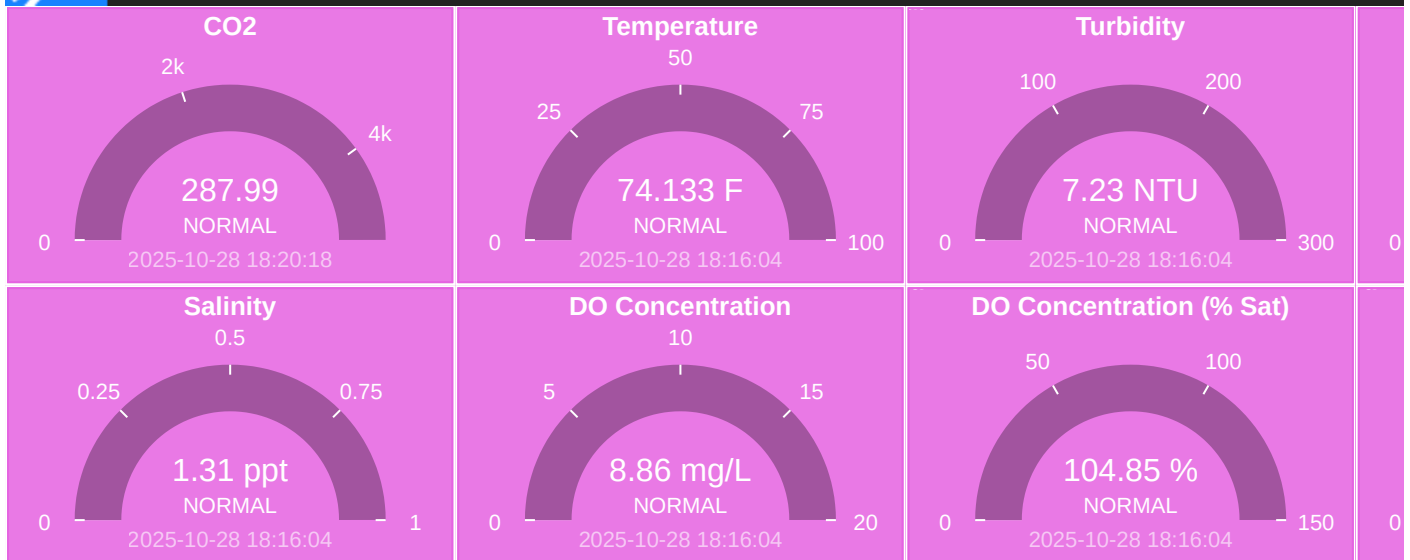 CO2
2k
4k
0
287.99
NORMAL
2025-10-28 18:20:18
Temperature
50
25
75
0
100
74.133 F
NORMAL
2025-10-28 18:16:04
Turbidity
100
200
0
300
7.23 NTU
NORMAL
2025-10-28 18:16:04
0
Salinity
0.5
0.25
0.75
0
1
1.31 ppt
NORMAL
2025-10-28 18:16:04
DO Concentration
10
5
15
0
20
8.86 mg/L
NORMAL
2025-10-28 18:16:04
DO Concentration (% Sat)
50
100
0
150
104.85 %
NORMAL
2025-10-28 18:16:04
0